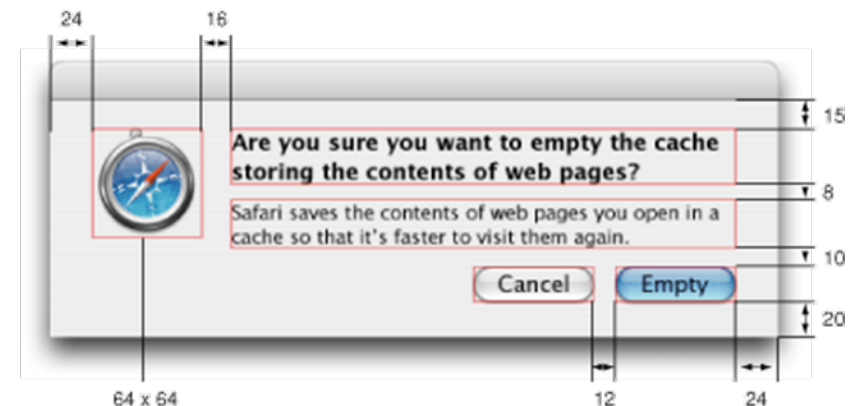 24 16
15
Are you sure you want to empty the cache
storing the contents of web pages?
8
Safari saves the contents of web pages you open in a
cache so that it's faster to visit them again.
10
Cancel Empty
20
64 x 64 12 24